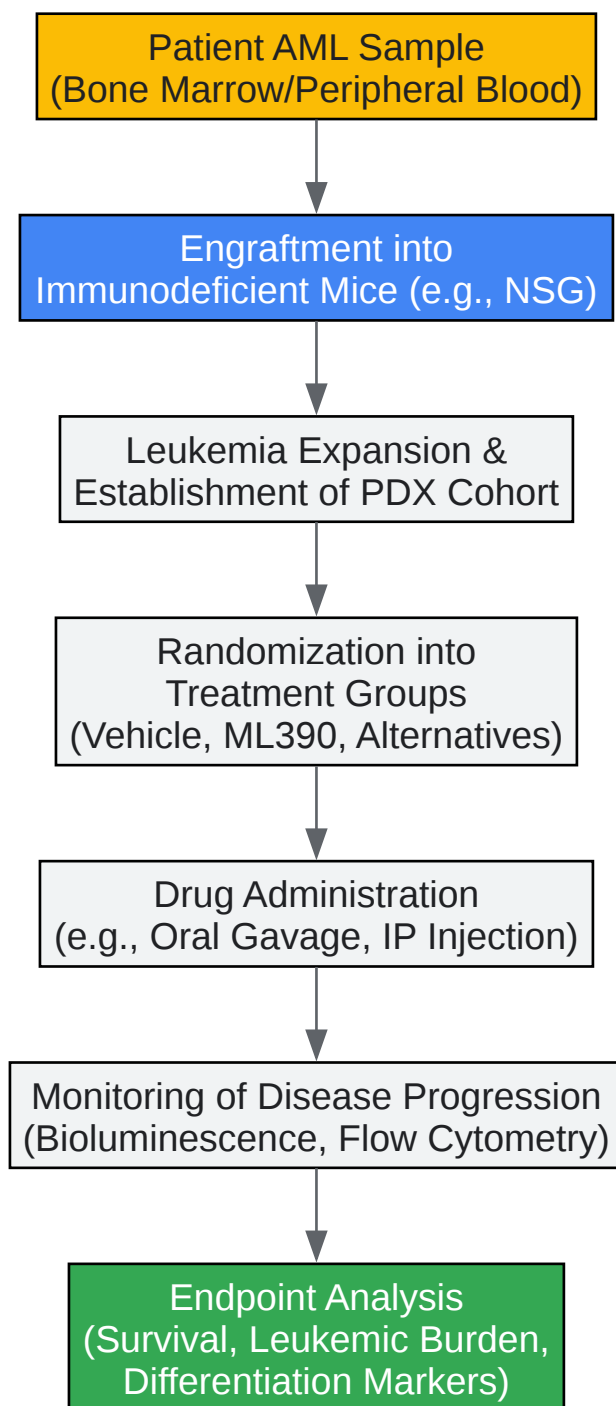 Patient AML Sample
(Bone Marrow/Peripheral Blood)
Engraftment into
Immunodeficient Mice (e.g., NSG)
Leukemia Expansion &
Establishment of PDX Cohort
Randomization into
Treatment Groups
(Vehicle, ML390, Alternatives)
Drug Administration
(e.g., Oral Gavage, IP Injection)
Monitoring of Disease Progression
(Bioluminescence, Flow Cytometry)
Endpoint Analysis
(Survival, Leukemic Burden,
Differentiation Markers)